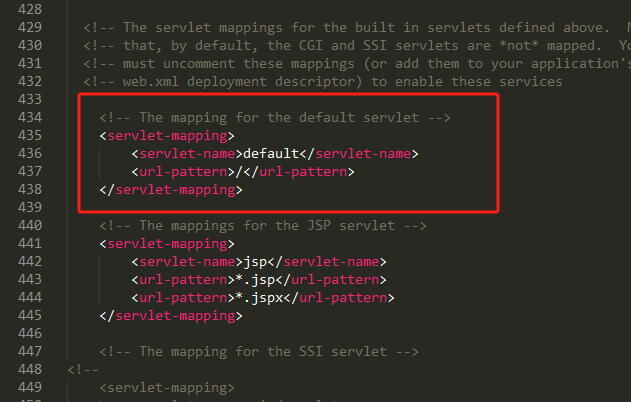 428
429 <!-- The servlet mappings for the built in servlets defined above.
430 <!-- that, by default, the CGI and SSI servlets are *not* mapped.
431 <!-- must uncomment these mappings (or add them to your application's
432 <!-- web.xml deployment descriptor) to enable these services
433
434 <!-- The mapping for the default servlet -->
435 <servlet-mapping>
436 <servlet-name>default</servlet-name>
437 <url-pattern>/</url-pattern>
438 </servlet-mapping>
439
440 <!-- The mappings for the JSP servlet -->
441 <servlet-mapping>
442 <servlet-name>jsp</servlet-name>
443 <url-pattern>*.jsp</url-pattern>
444 <url-pattern>*.jspx</url-pattern>
445 </servlet-mapping>
446
447 <!-- The mapping for the SSI servlet -->
448 <!--
449 <servlet-mapping>